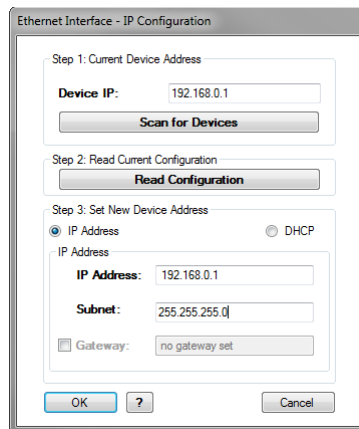 Ethernet Interface - IP Configuration
Step 1: Current Device Address
Device IP: 192.168.0.1
Scan for Devices
Step 2: Read Current Configuration
Read Configuration
Step 3: Set New Device Address
IP Address DHCP
IP Address
IP Address: 192.168.0.1
Subnet: 255.255.255.0
Gateway: no gateway set
OK ? Cancel